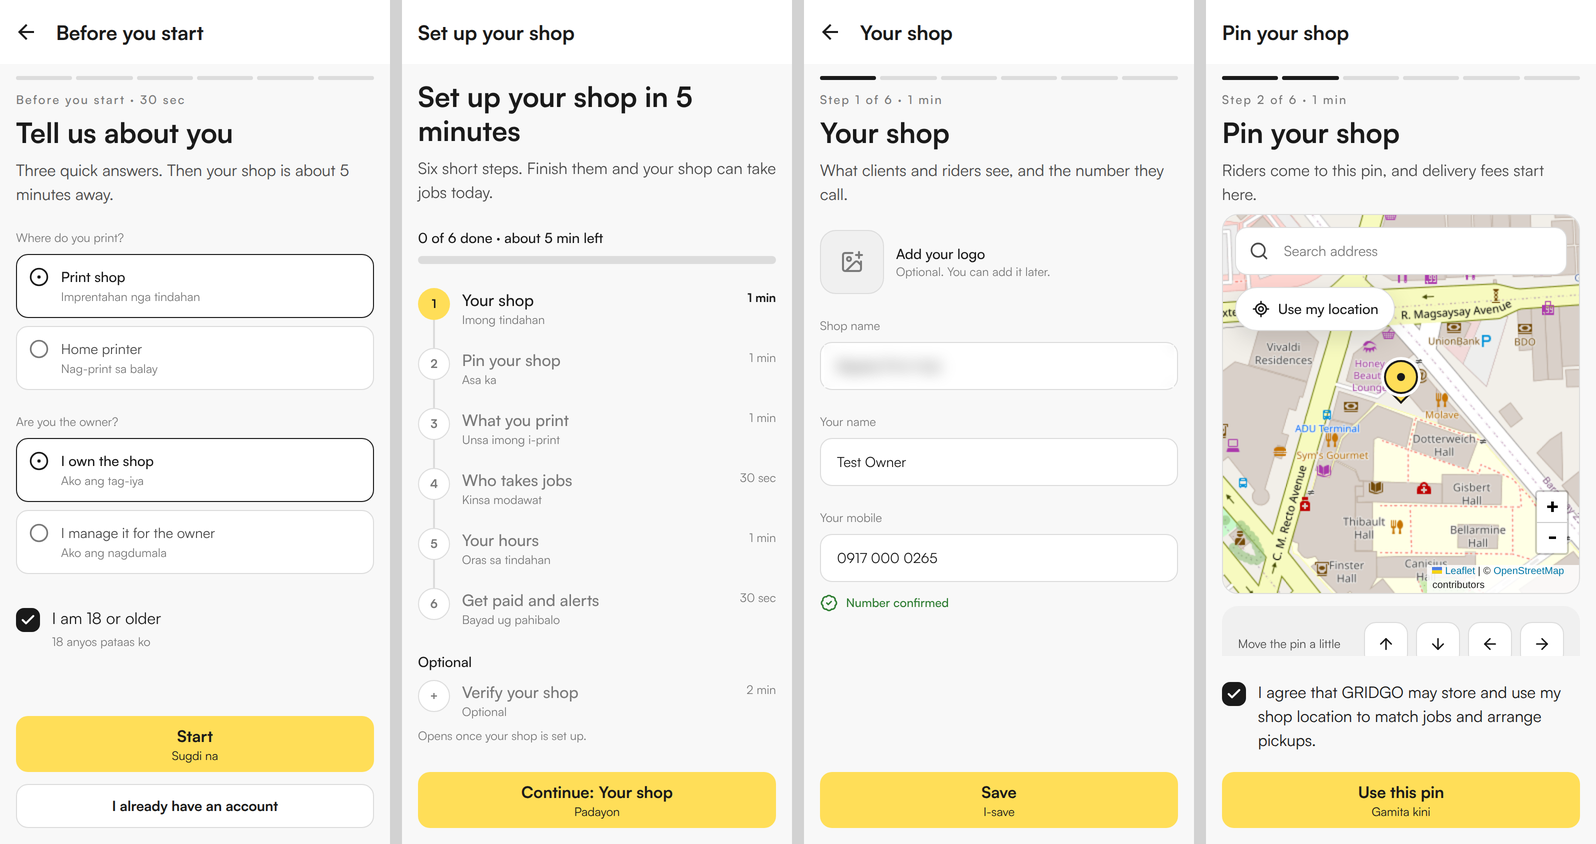 Before you start
Before you start • 30 sec
Tell us about you
Three quick answers. Then your shop is about 5
minutes away.
Where do you print?
Print shop
Imprentahan nga tindahan
Home printer
Nag-print sa balay
Are you the owner?
I own the shop
Ako ang tag-iya
I manage it for the owner
Ako ang nagdumala
I am 18 or older
18 anyos pataas ko
Start
Sugdi na
I already have an account
Set up your shop
Set up your shop in 5
minutes
Six short steps. Finish them and your shop can take
jobs today.
0 of 6 done • about 5 min left
1
Your shop
1 min
Imong tindahan
2
Pin your shop
1 min
Asa ka
3
What you print
1 min
Unsa imong i-print
4
Who takes jobs
30 sec
Kinsa modawat
5
Your hours
1 min
Oras sa tindahan
6
Get paid and alerts
30 sec
Bayad ug pahibalo
Optional
+
Verify your shop
2 min
Optional
Opens once your shop is set up.
Continue: Your shop
Padayon
Your shop
Step 1 of 6 • 1 min
Your shop
What clients and riders see, and the number they
call.
Add your logo
Optional. You can add it later.
Shop name
Your name
Test Owner
Your mobile
0917 000 0265
Number confirmed
Save
I-save
Pin your shop
Step 2 of 6 • 1 min
Pin your shop
Riders come to this pin, and delivery fees start
here.
Search address
Use my location
R. Magsaysay Avenue
UnionBank
P
BDO
Vivaldi
Residences
Honey
Beaut
Lounge
Molave
ADU Terminal
Dotterweich
Hall
Sym's Gourmet
C. M. Recto Avenue
Gisbert
Hall
Thibault
Hall
Bellarmine
Hall
Finster
Hall
Canisius
+
-
Leaflet | © OpenStreetMap
contributors
Move the pin a little
I agree that GRIDGO may store and use my
shop location to match jobs and arrange
pickups.
Use this pin
Gamita kini